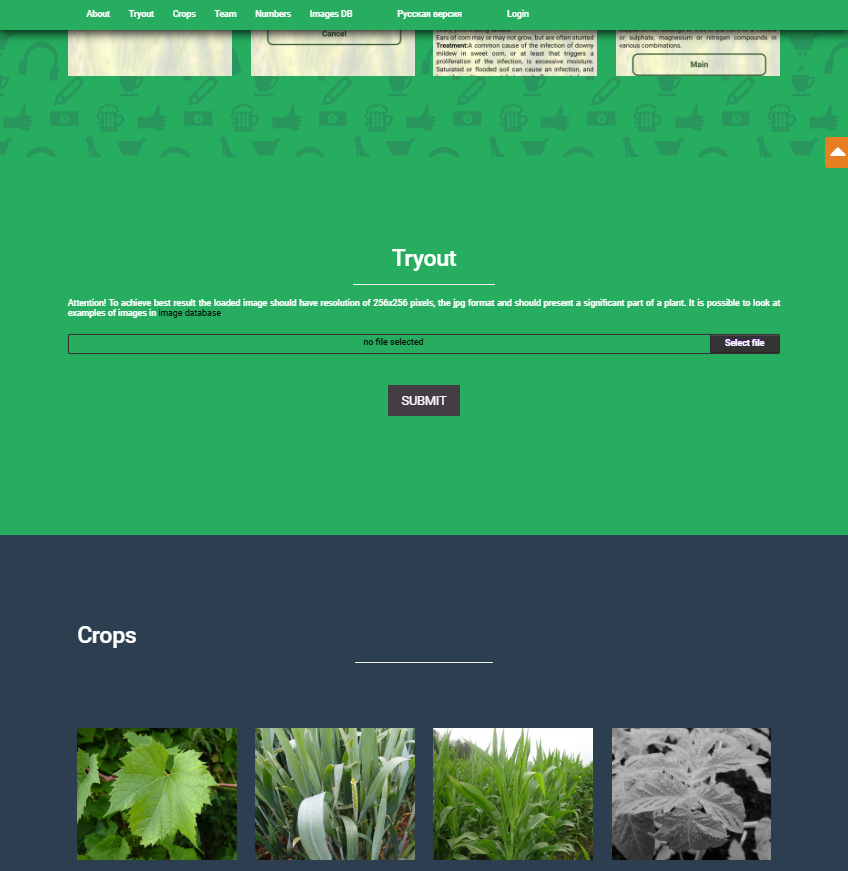 About Tryout Crops Team Numbers Images DB Русская версия Login
Cancel
Ears of corn may or may not grow, but are often stunted
Treatment:A common cause of the infection of downy
mildew in sweet corn, or at least that triggers a
proliferation of the infection, is excessive moisture.
Saturated or flooded soil can cause an infection, and
or sulphate, magnesium or nitrogen compounds in
various combinations.
Main
Tryout
Attention! To achieve best result the loaded image should have resolution of 256x256 pixels, the jpg format and should present a significant part of a plant. It is possible to look at
examples of images in image database
no file selected Select file
SUBMIT
Crops